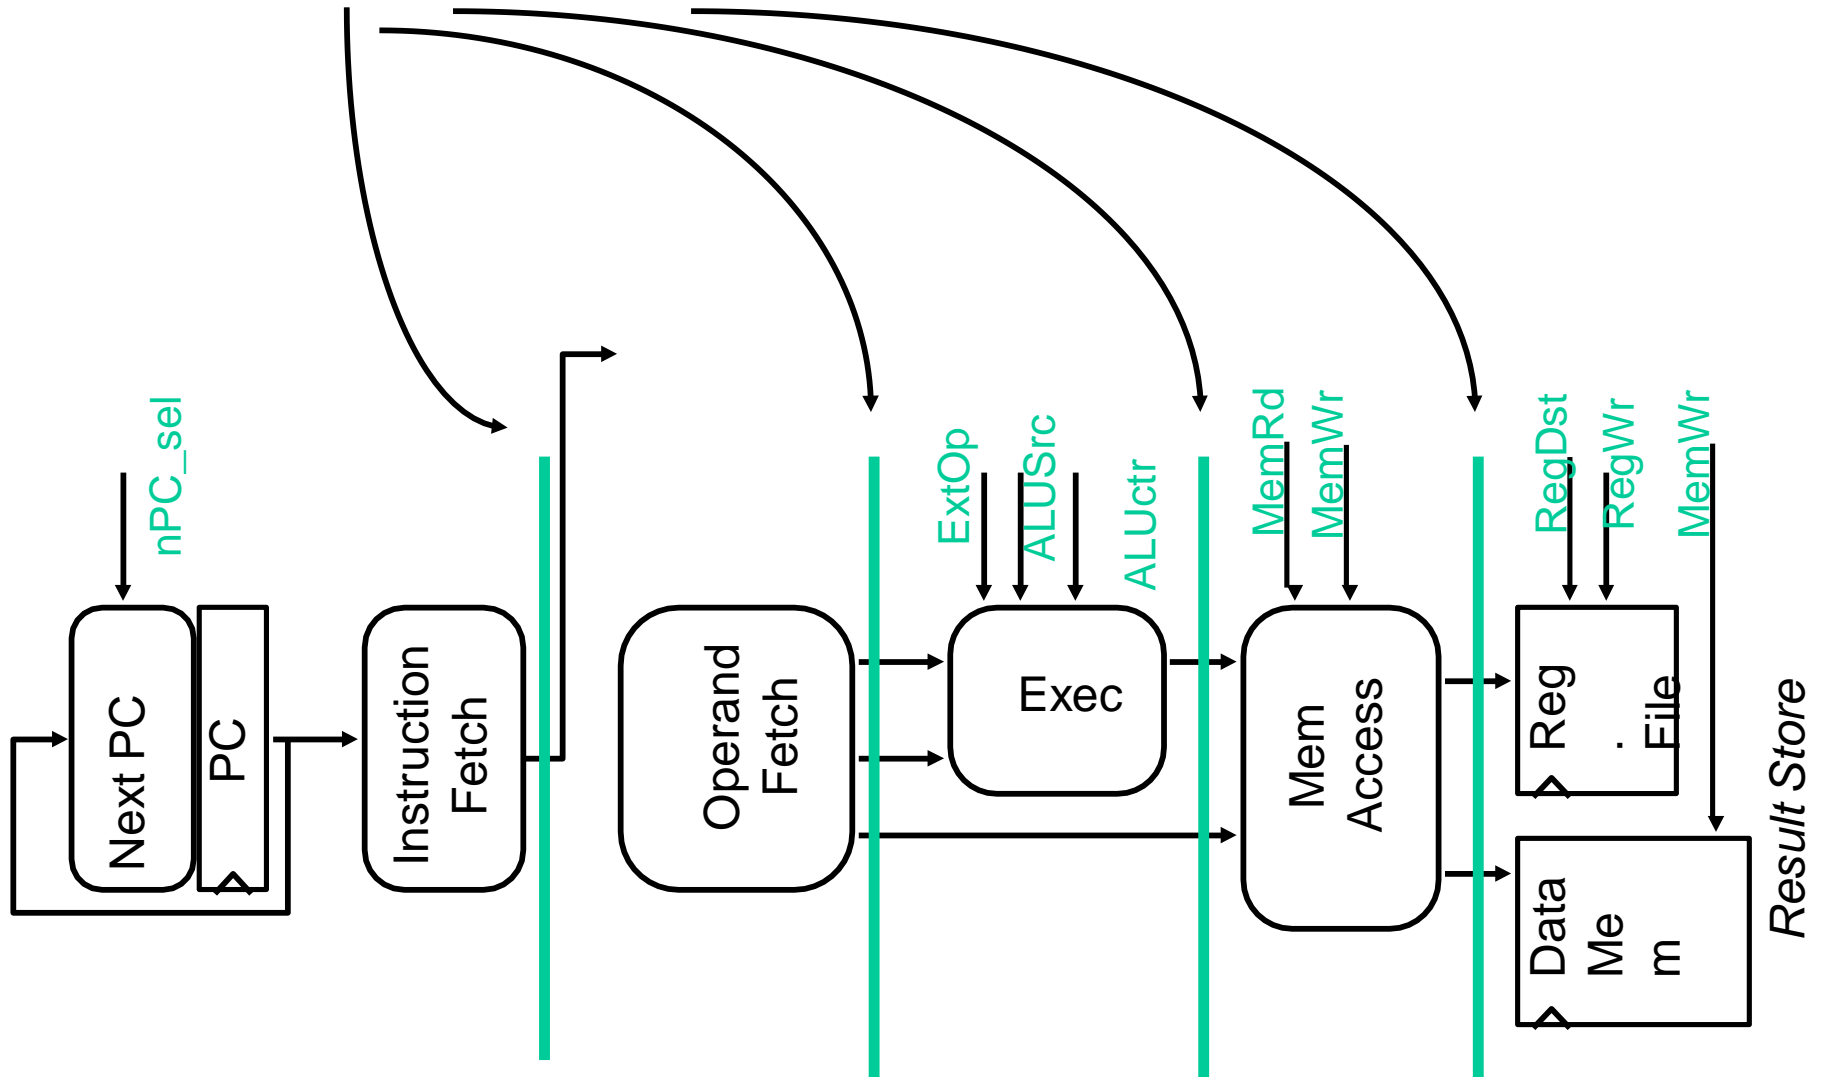 nPC_sel
ExtOp
ALUSrc
ALUctr
MemRd
MemWr
RegDst
RegWr
MemWr
Next PC
PC
Instruction
Fetch
Operand
Fetch
Exec
Mem
Access
Reg
.
File
Data
Me
m
Result Store